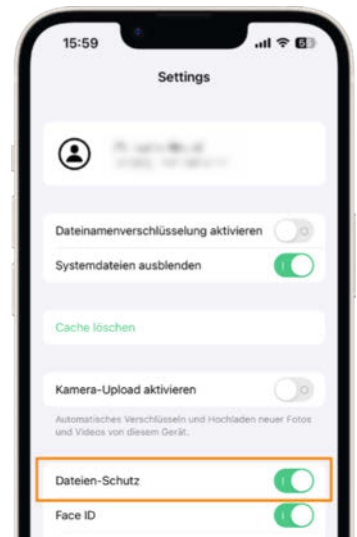 15:59
Settings
Dateinamenverschlüsselung aktivieren
Systemdateien ausblenden
Cache löschen
Kamera-Upload aktivieren
Automatisches Verschlüsseln und Hochladen neuer Fotos
und Videos von diesem Gerät.
Dateien-Schutz
Face ID